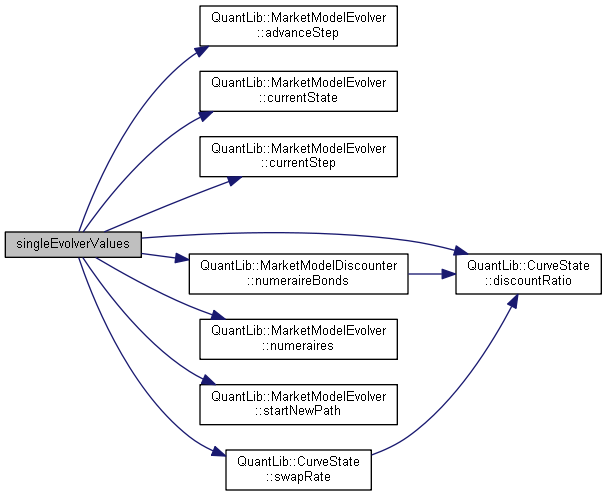 QuantLib::MarketModelEvolver
::advanceStep
QuantLib::MarketModelEvolver
::currentState
QuantLib::MarketModelEvolver
::currentStep
singleEvolverValues
QuantLib::MarketModelDiscounter
::numeraireBonds
QuantLib::CurveState
::discountRatio
QuantLib::MarketModelEvolver
::numeraires
QuantLib::MarketModelEvolver
::startNewPath
QuantLib::CurveState
::swapRate